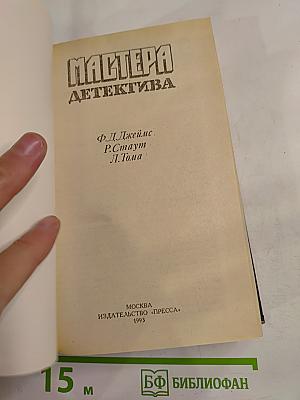 МАСТЕРА
ДЕТЕКТИВА
Ф.Д.Джеймс
Р.Стаут
Л.Тома
МОСКВА
ИЗДАТЕЛЬСТВО «ПРЕССА»
1993
15 м
БФ БИБЛИОФАН